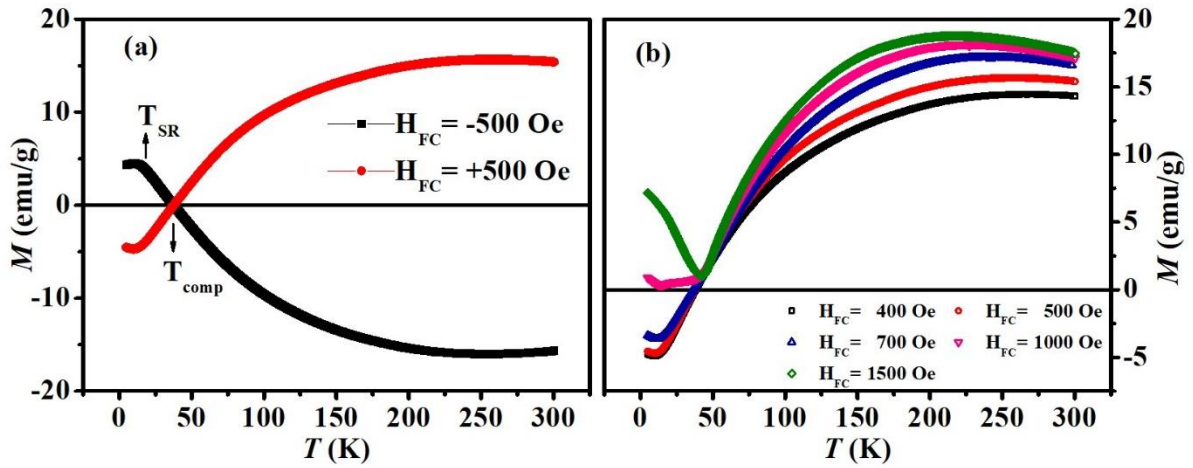 (a)
T_SR
H_FC= -500 Oe
H_FC= +500 Oe
T_comp
M (emu/g)
20
10
0
-10
-20
0 50 100 150 200 250 300
T (K)
(b)
20
15
10
5
0
-5
M (emu/g)
H_FC= 400 Oe H_FC= 500 Oe
H_FC= 700 Oe H_FC= 1000 Oe
H_FC= 1500 Oe
0 50 100 150 200 250 300
T (K)